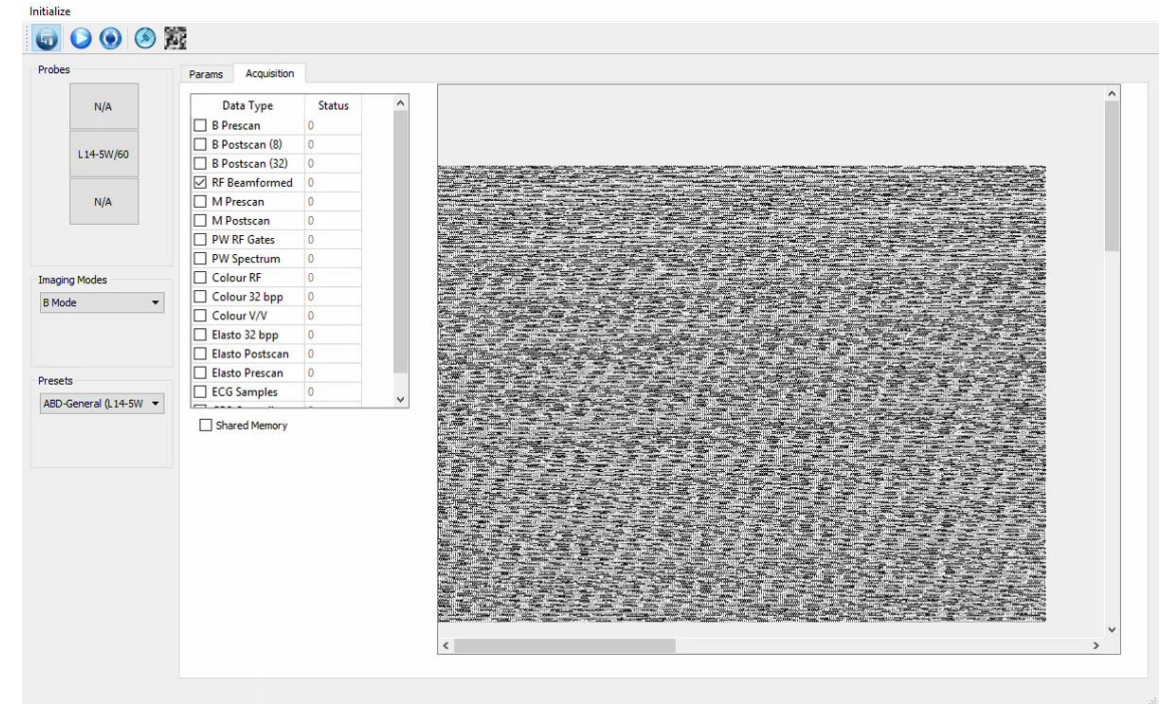 Initialize
Probes
N/A
L14-5W/60
N/A
Imaging Modes
B Mode
Presets
ABD-General (L14-5W
Params Acquisition
Data Type Status
B Prescan 0
B Postscan (8) 0
B Postscan (32) 0
RF Beamformed 0
M Prescan 0
M Postscan 0
PW RF Gates 0
PW Spectrum 0
Colour RF 0
Colour 32 bpp 0
Colour V/V 0
Elasto 32 bpp 0
Elasto Postscan 0
Elasto Prescan 0
ECG Samples 0
Shared Memory